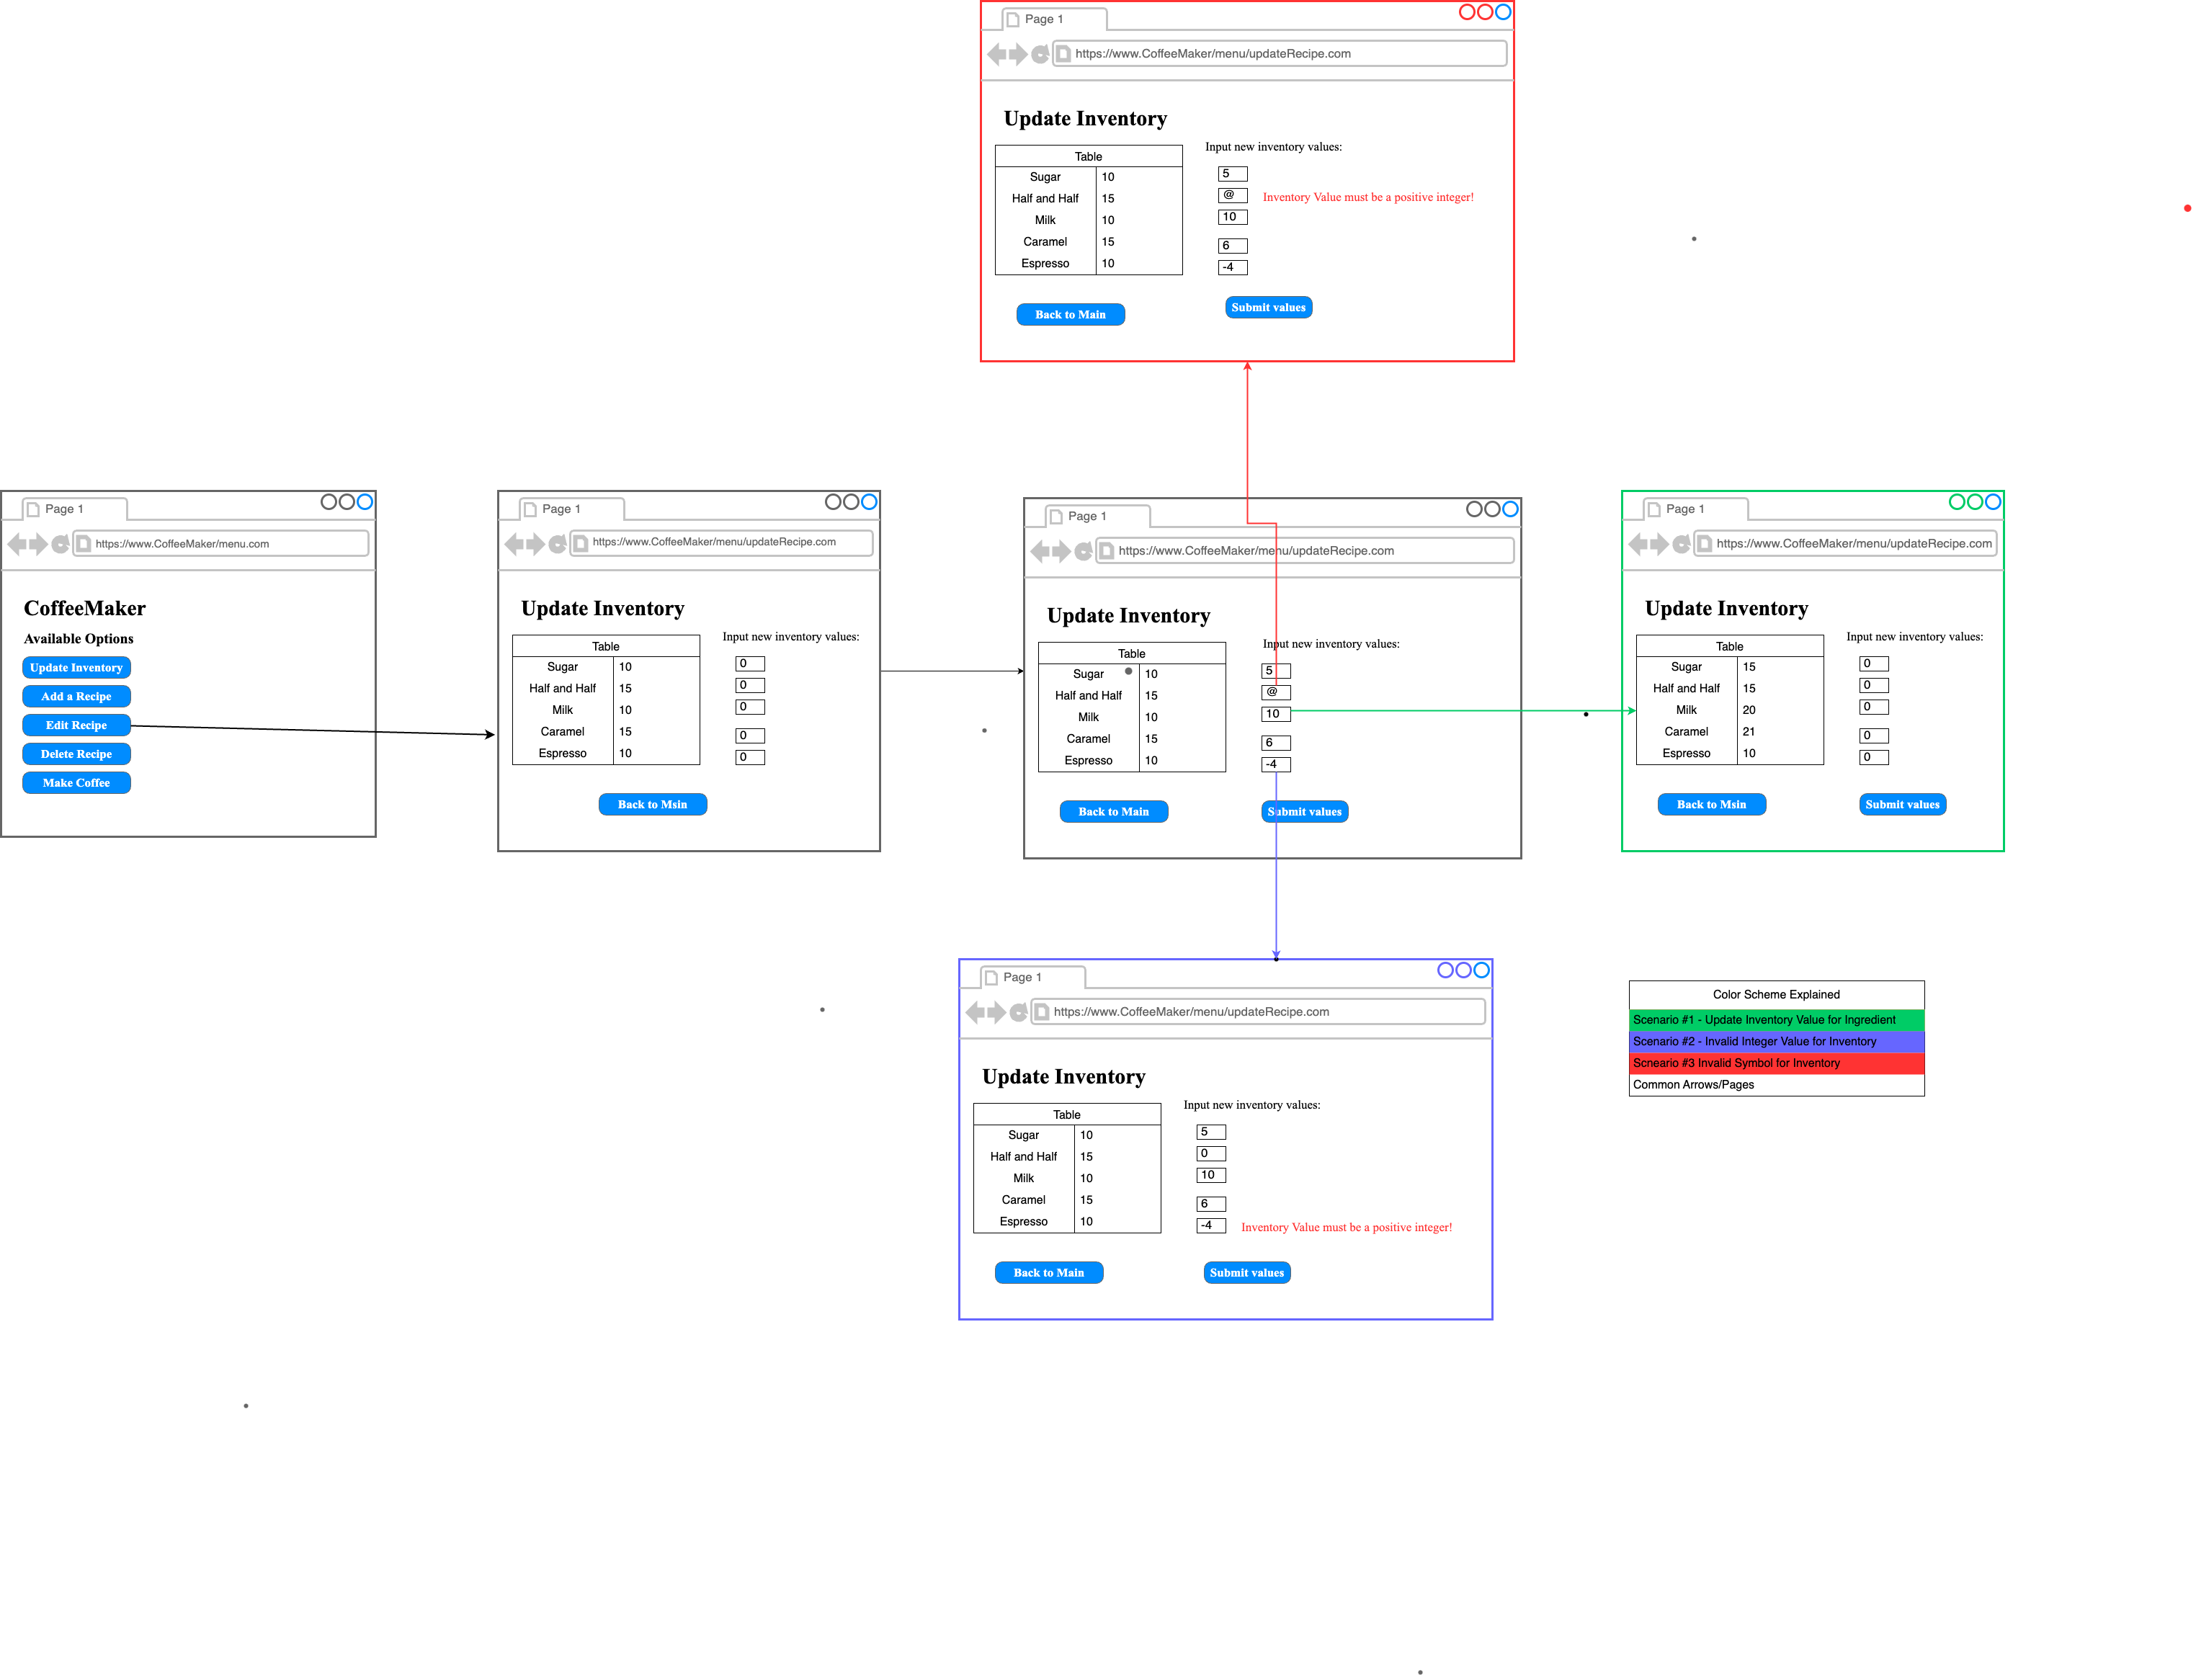 Page 1
https://www.CoffeeMaker/menu/updateRecipe.com
Update Inventory
Input new inventory values:
Table
Sugar 10
5
Half and Half 15
@ Inventory Value must be a positive integer!
Milk 10
10
Caramel 15
6
Espresso 10
-4
Back to Main
Submit values
Page 1
https://www.CoffeeMaker/menu.com
CoffeeMaker
Available Options
Update Inventory
Add a Recipe
Edit Recipe
Delete Recipe
Make Coffee
Page 1
https://www.CoffeeMaker/menu/updateRecipe.com
Update Inventory
Input new inventory values:
Table
Sugar 10
0
Half and Half 15
0
Milk 10
0
Caramel 15
0
Espresso 10
0
Back to Msin
Page 1
https://www.CoffeeMaker/menu/updateRecipe.com
Update Inventory
Input new inventory values:
Table
Sugar 10
5
Half and Half 15
@
Milk 10
10
Caramel 15
6
Espresso 10
-4
Back to Main
Submit values
Page 1
https://www.CoffeeMaker/menu/updateRecipe.com
Update Inventory
Input new inventory values:
Table
Sugar 15
0
Half and Half 15
0
Milk 20
0
Caramel 21
0
Espresso 10
0
Back to Msin
Submit values
Page 1
https://www.CoffeeMaker/menu/updateRecipe.com
Update Inventory
Input new inventory values:
Table
Sugar 10
5
Half and Half 15
0
Milk 10
10
Caramel 15
6
Espresso 10
-4 Inventory Value must be a positive integer!
Back to Main
Submit values
Color Scheme Explained
Scenario #1 - Update Inventory Value for Ingredient
Scenario #2 - Invalid Integer Value for Inventory
Scneario #3 Invalid Symbol for Inventory
Common Arrows/Pages